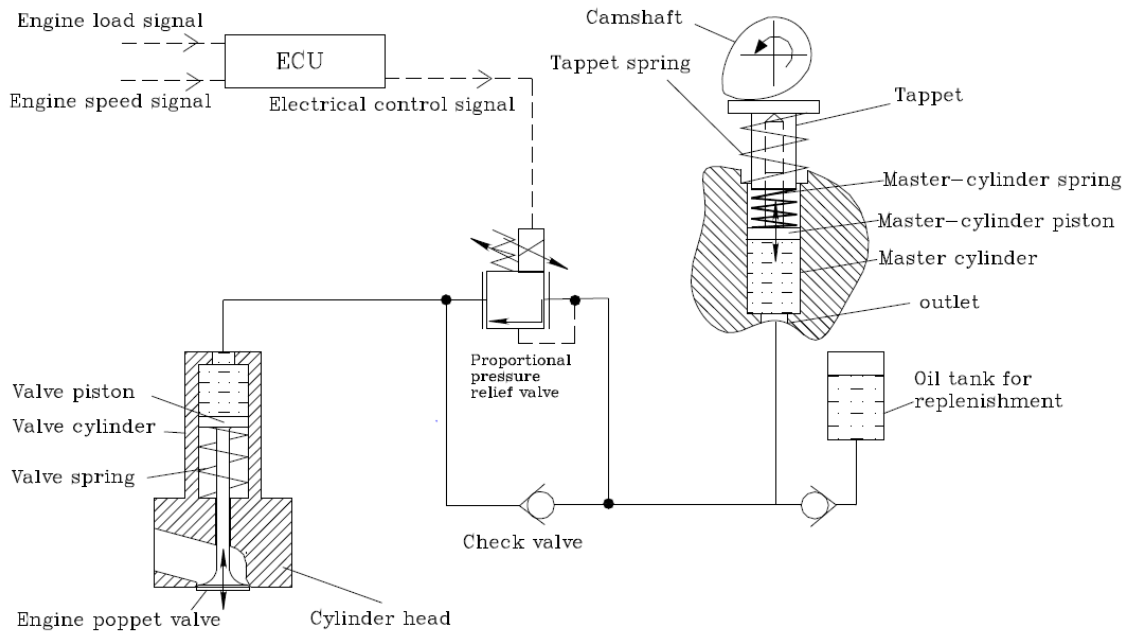 Engine load signal
ECU
Engine speed signal
Electrical control signal
Camshaft
Tappet spring
Tappet
Master-cylinder spring
Master-cylinder piston
Master cylinder
outlet
Proportional
pressure
relief valve
Oil tank for
replenishment
Valve piston
Valve cylinder
Valve spring
Check valve
Engine poppet valve
Cylinder head